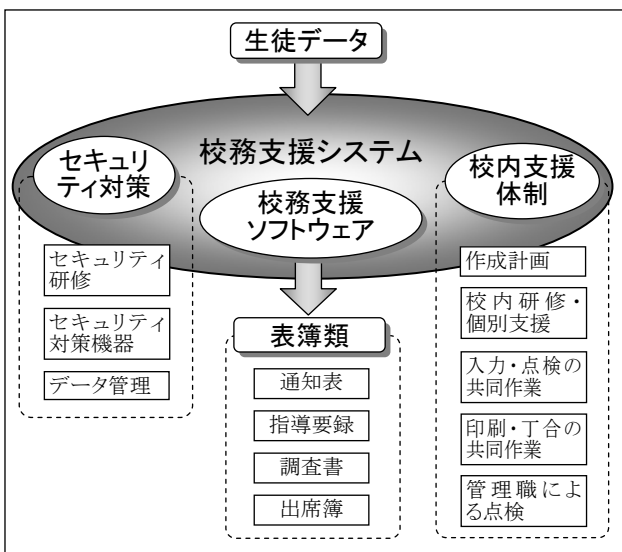 生徒データ
校務支援システム
セキュリ
ティ対策
校務支援
ソフトウェア
校内支援
体制
セキュリティ
研修
セキュリティ
対策機器
データ管理
表簿類
通知表
指導要録
調査書
出席簿
作成計画
校内研修・
個別支援
入力・点検の
共同作業
印刷・丁合の
共同作業
管理職によ
る点検